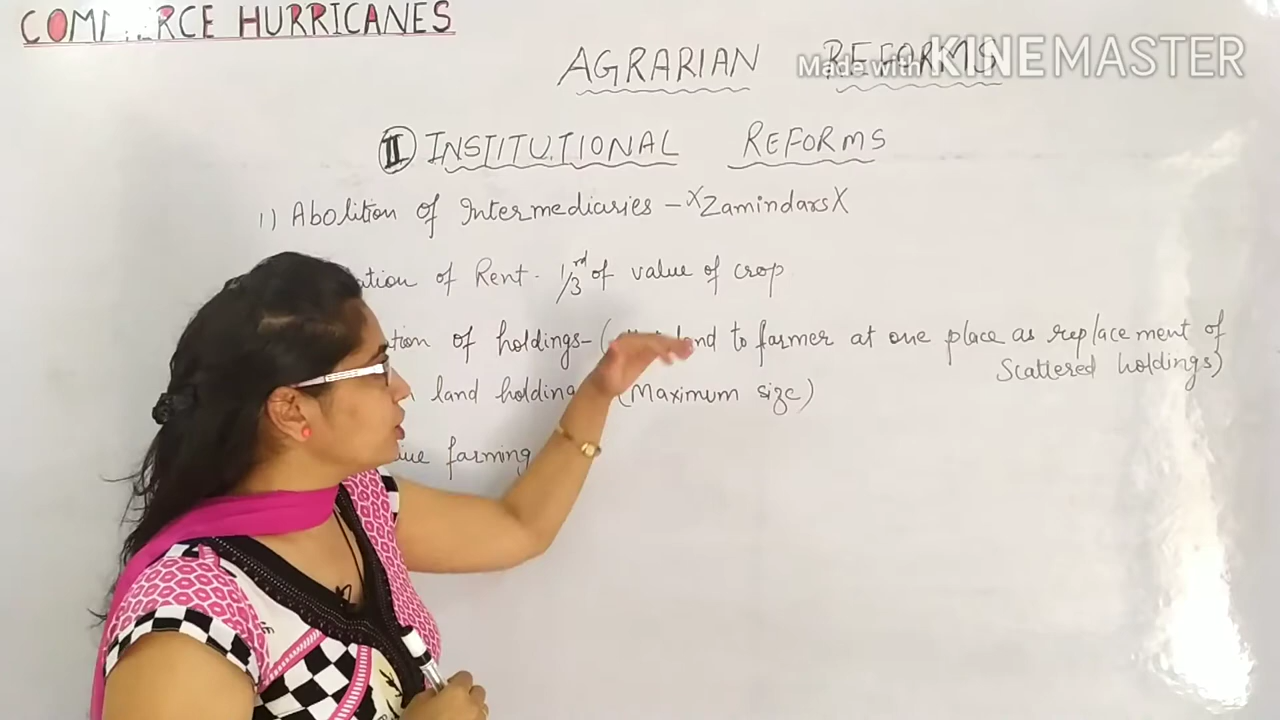 COMMERCE HURRICANES
AGRARIAN REFORMS
Made with KINEMASTER
II INSTITUTIONAL REFORMS
1) Abolition of Intermediaries - XZamindarsX
of Rent - 1/3rd of value of crop
of holdings - ( land to farmer at one place as replacement of
Scattered holdings)
land holding (Maximum size)
farming